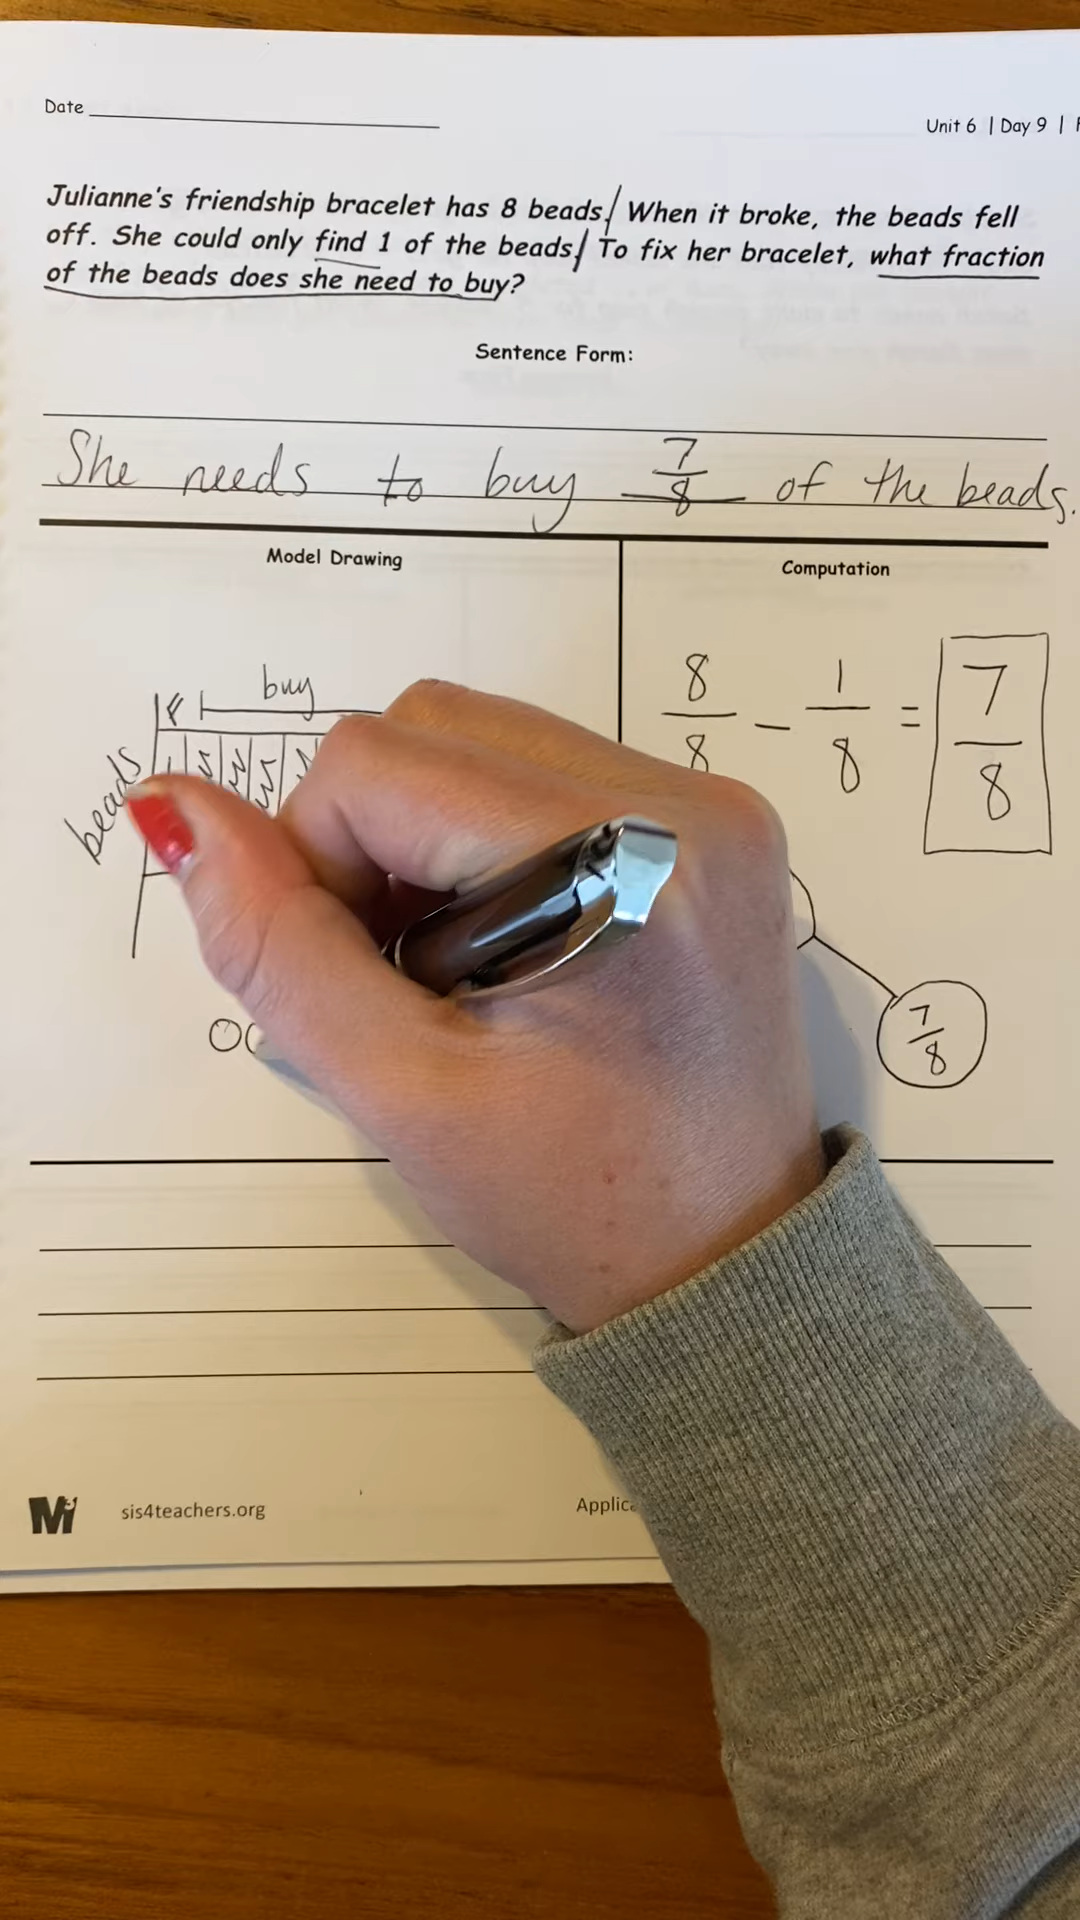 Date
Unit 6 | Day 9 |
Julianne's friendship bracelet has 8 beads. When it broke, the beads fell
off. She could only find 1 of the beads. To fix her bracelet, what fraction
of the beads does she need to buy?
Sentence Form:
She needs to buy 7/8 of the beads.
Model Drawing
Computation
buy
F
beads
8/8 - 1/8 = 7/8
7/8
sis4teachers.org